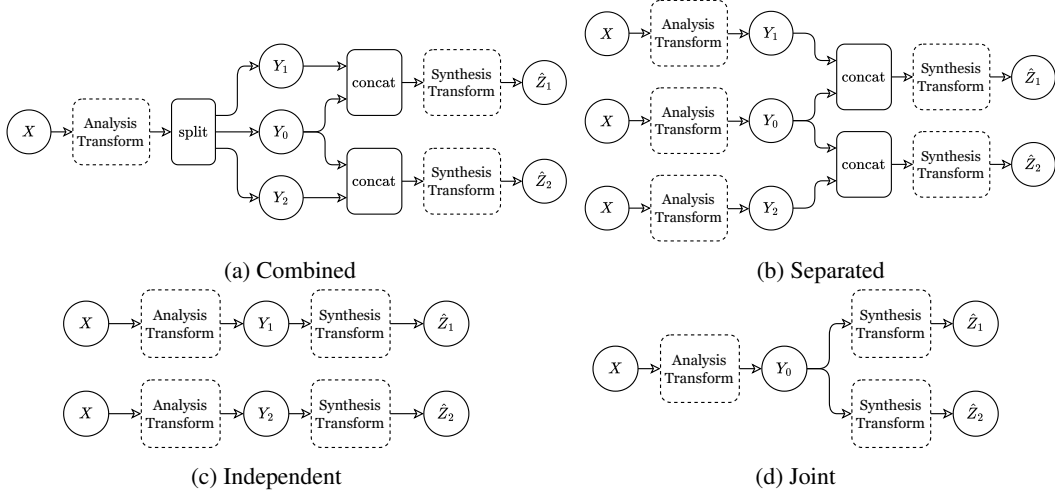 X
Analysis
Transform
split
Y₁
Y₀
Y₂
concat
concat
Synthesis
Transform
Synthesis
Transform
Ẑ₁
Ẑ₂
(a) Combined
X
Analysis
Transform
Y₁
X
Analysis
Transform
Y₀
X
Analysis
Transform
Y₂
concat
concat
Synthesis
Transform
Synthesis
Transform
Ẑ₁
Ẑ₂
(b) Separated
X
Analysis
Transform
Y₁
Synthesis
Transform
Ẑ₁
X
Analysis
Transform
Y₂
Synthesis
Transform
Ẑ₂
(c) Independent
X
Analysis
Transform
Y₀
Synthesis
Transform
Ẑ₁
Synthesis
Transform
Ẑ₂
(d) Joint